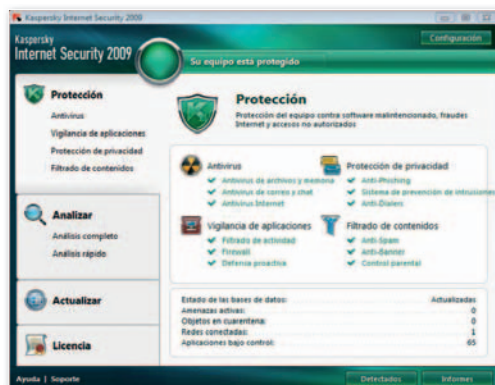 Kaspersky Internet Security 2009
Kaspersky
Internet Security 2009
Configuración
Su equipo está protegido
Protección
Antivirus
Vigilancia de aplicaciones
Protección de privacidad
Filtrado de contenidos
Analizar
Análisis completo
Análisis rápido
Actualizar
Licencia
Protección
Protección del equipo contra software malintencionado, fraudes
Internet y accesos no autorizados
Antivirus
Antivirus de archivos y memoria
Antivirus de correo y chat
Antivirus Internet
Protección de privacidad
Anti-Phishing
Sistema de prevención de intrusiones
Anti-Dialers
Vigilancia de aplicaciones
Filtrado de actividad
Firewall
Defensa proactiva
Filtrado de contenidos
Anti-Spam
Anti-Banner
Control parental
Estado de las bases de datos: Actualizadas
Amenazas activas: 0
Objetos en cuarentena: 0
Redes conectadas: 1
Aplicaciones bajo control: 65
Ayuda | Soporte
Detectados
Informes